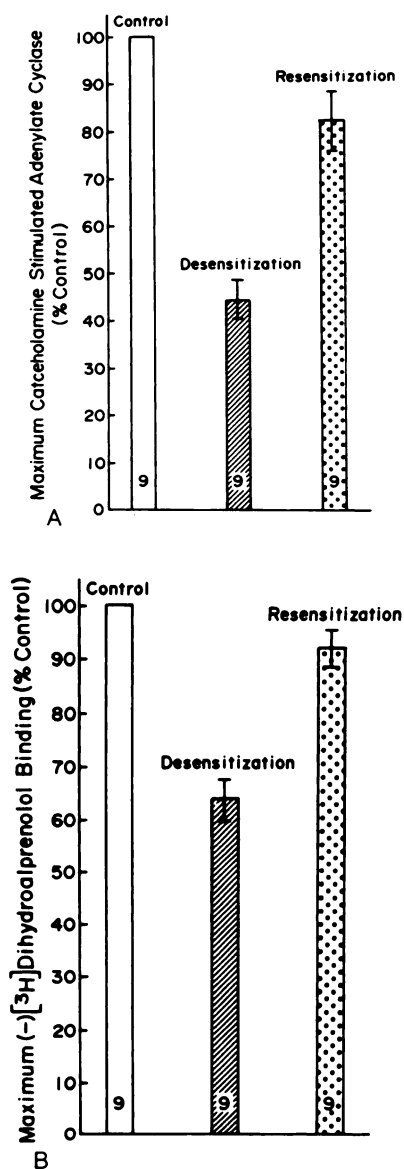 Maximum Catceholamine Stimulated Adenylate Cyclase
(% Control)
100
90
80
70
60
50
40
30
20
10
0
Control
Desensitization
Resensitization
9
9
9
A
Maximum (-)[³H]Dihydroalprenolol Binding (% Control)
100
90
80
70
60
50
40
30
20
10
0
Control
Desensitization
Resensitization
9
9
9
B